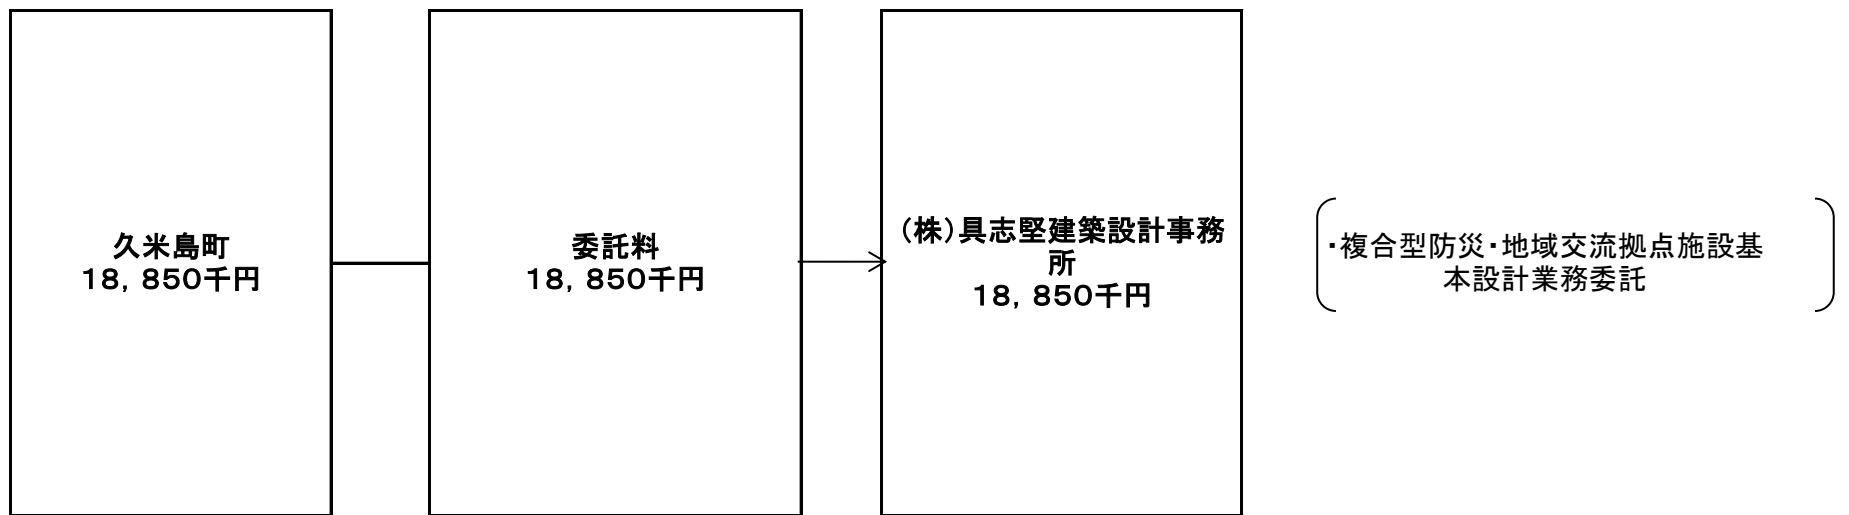 久米島町
18，850千円
委託料
18，850千円
（株）具志堅建築設計事務
所
18，850千円
・複合型防災・地域交流拠点施設基
本設計業務委託